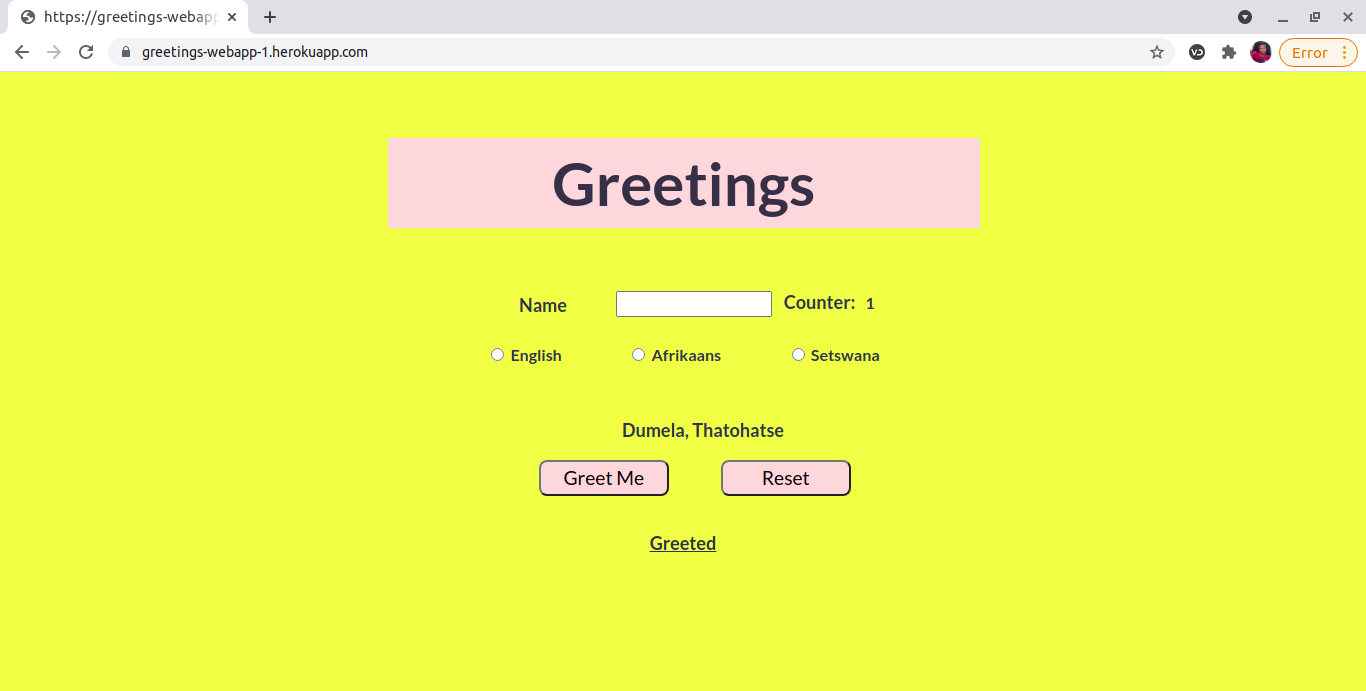 https://greetings-webapp
greetings-webapp-1.herokuapp.com
Error
Greetings
Name
Counter: 1
English
Afrikaans
Setswana
Dumela, Thatohatse
Greet Me
Reset
Greeted